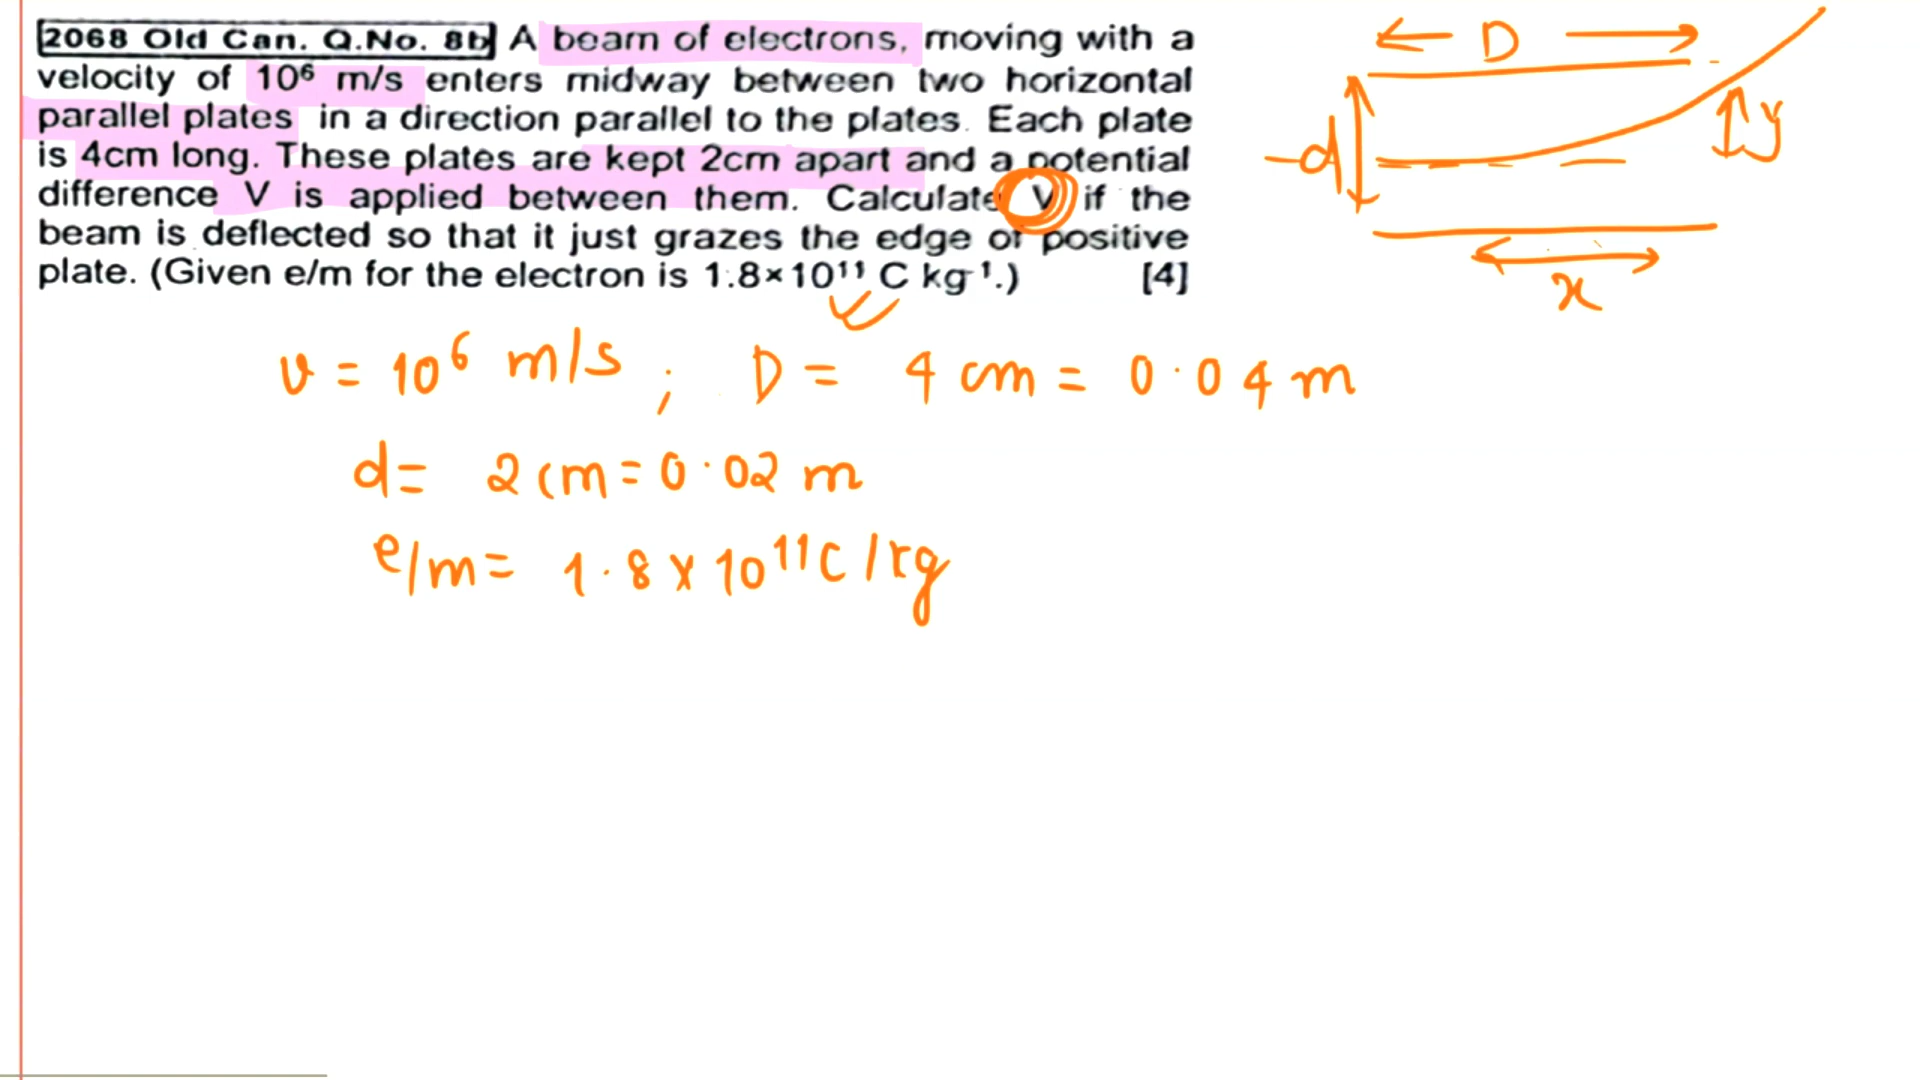 2068 Old Can. Q.No. 8b A beam of electrons, moving with a
velocity of 10⁶ m/s enters midway between two horizontal
parallel plates in a direction parallel to the plates. Each plate
is 4cm long. These plates are kept 2cm apart and a potential
difference V is applied between them. Calculate V if the
beam is deflected so that it just grazes the edge of positive
plate. (Given e/m for the electron is 1.8×10¹¹ C kg⁻¹.) [4]
D
d
y
x
v = 10⁶ m/s ; D = 4 cm = 0.04 m
d = 2 cm = 0.02 m
e/m = 1.8 x 10¹¹ C/kg